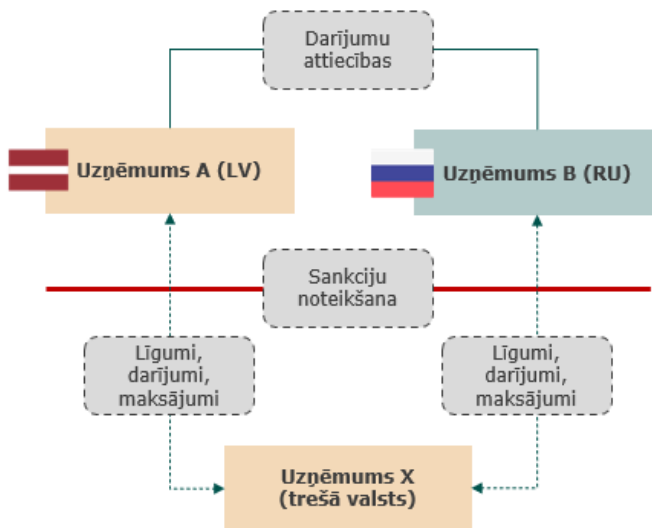 Darījumu
attiecības
Uzņēmums A (LV)
Uzņēmums B (RU)
Sankciju
noteikšana
Līgumi,
darījumi,
maksājumi
Līgumi,
darījumi,
maksājumi
Uzņēmums X
(trešā valsts)